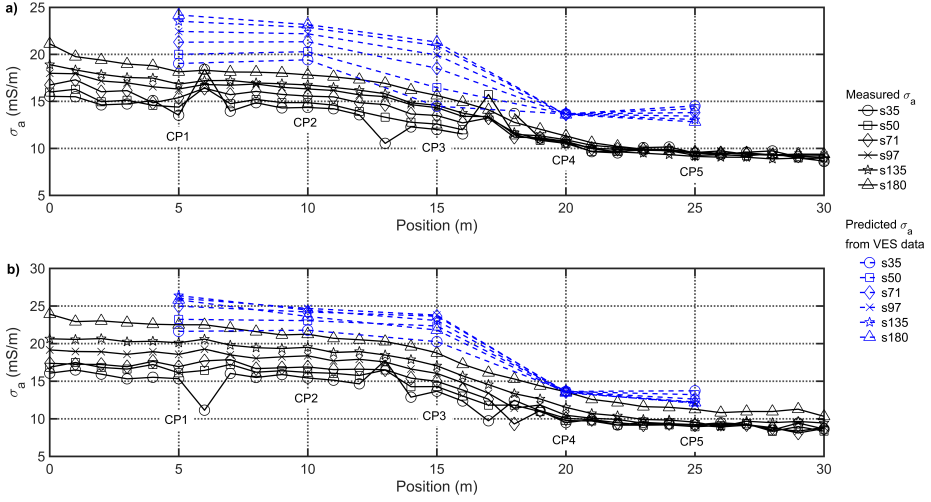 a)
25
20
15
10
5
σa (mS/m)
CP1
CP2
CP3
CP4
CP5
0
5
10
15
20
25
30
Position (m)
Measured σa
s35
s50
s71
s97
s135
s180
Predicted σa
from VES data
s35
s50
s71
s97
s135
s180
b)
30
25
20
15
10
5
σa (mS/m)
CP1
CP2
CP3
CP4
CP5
0
5
10
15
20
25
30
Position (m)